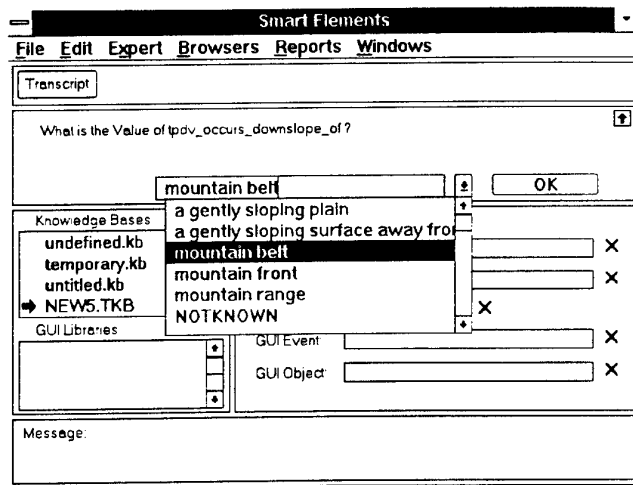 Smart Elements
File Edit Expert Browsers Reports Windows
Transcript
What is the Value of tpdv_occurs_downslope_of ?
mountain belt
OK
a gently sloping plain
a gently sloping surface away fro
mountain belt
mountain front
mountain range
NOTKNOWN
Knowledge Bases
undefined.kb
temporary.kb
untitled.kb
NEW5.TKB
GUI Libraries
GUI Event
GUI Object:
Message: